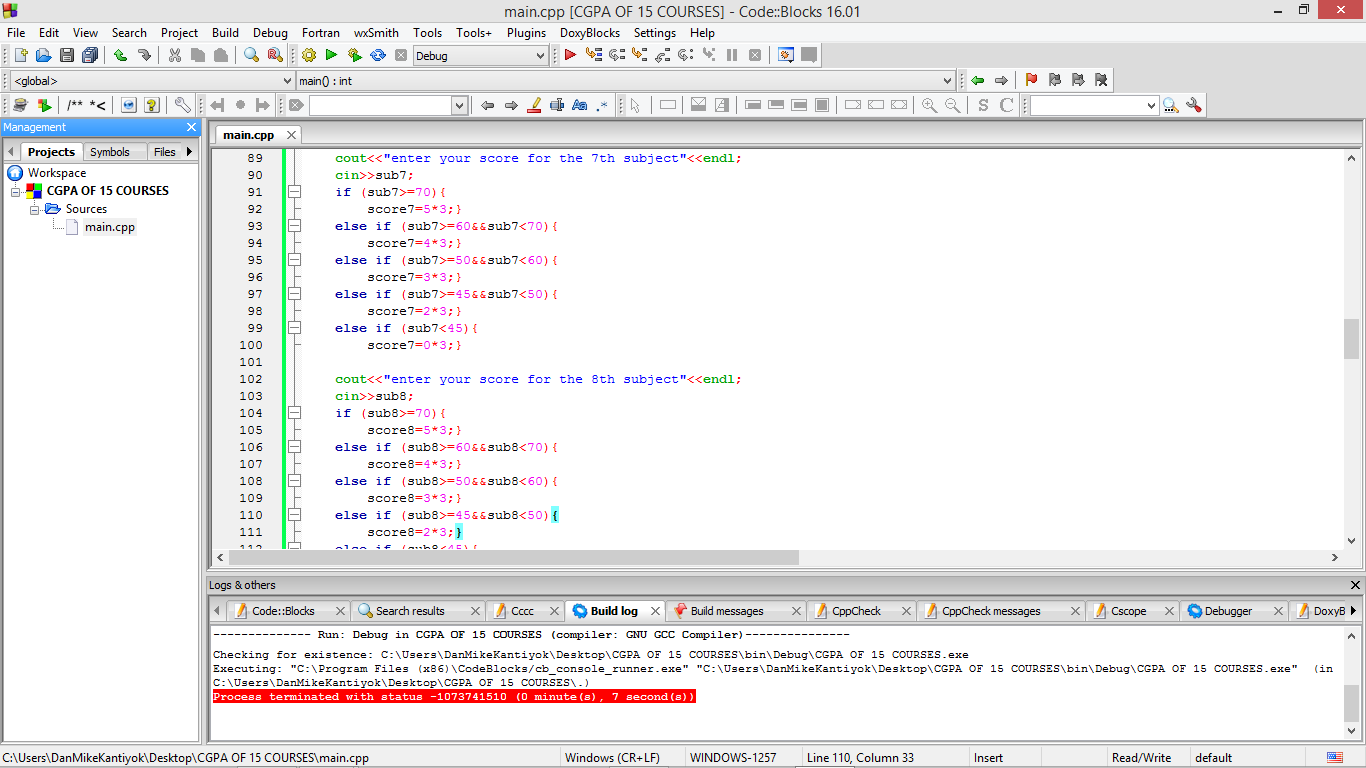 main.cpp [CGPA OF 15 COURSES] - Code::Blocks 16.01
File Edit View Search Project Build Debug Fortran wxSmith Tools Tools+ Plugins DoxyBlocks Settings Help
Debug
<global> main() : int
/** *< Aa .* S C
Management
Projects Symbols Files
Workspace
CGPA OF 15 COURSES
Sources
main.cpp
main.cpp
89 cout<<"enter your score for the 7th subject"<<endl;
90 cin>>sub7;
91 if (sub7>=70){
92 score7=5*3;}
93 else if (sub7>=60&&sub7<70){
94 score7=4*3;}
95 else if (sub7>=50&&sub7<60){
96 score7=3*3;}
97 else if (sub7>=45&&sub7<50){
98 score7=2*3;}
99 else if (sub7<45){
100 score7=0*3;}
101
102 cout<<"enter your score for the 8th subject"<<endl;
103 cin>>sub8;
104 if (sub8>=70){
105 score8=5*3;}
106 else if (sub8>=60&&sub8<70){
107 score8=4*3;}
108 else if (sub8>=50&&sub8<60){
109 score8=3*3;}
110 else if (sub8>=45&&sub8<50){
111 score8=2*3;}
112 else if (sub8<45){
Logs & others
Code::Blocks Search results Cccc Build log Build messages CppCheck CppCheck messages Cscope Debugger DoxyB
-------------- Run: Debug in CGPA OF 15 COURSES (compiler: GNU GCC Compiler)---------------
Checking for existence: C:\Users\DanMikeKantiyok\Desktop\CGPA OF 15 COURSES\bin\Debug\CGPA OF 15 COURSES.exe
Executing: "C:\Program Files (x86)\CodeBlocks/cb_console_runner.exe" "C:\Users\DanMikeKantiyok\Desktop\CGPA OF 15 COURSES\bin\Debug\CGPA OF 15 COURSES.exe"  (in
C:\Users\DanMikeKantiyok\Desktop\CGPA OF 15 COURSES\.)
Process terminated with status -1073741510 (0 minute(s), 7 second(s))
C:\Users\DanMikeKantiyok\Desktop\CGPA OF 15 COURSES\main.cpp Windows (CR+LF) WINDOWS-1257 Line 110, Column 33 Insert Read/Write default